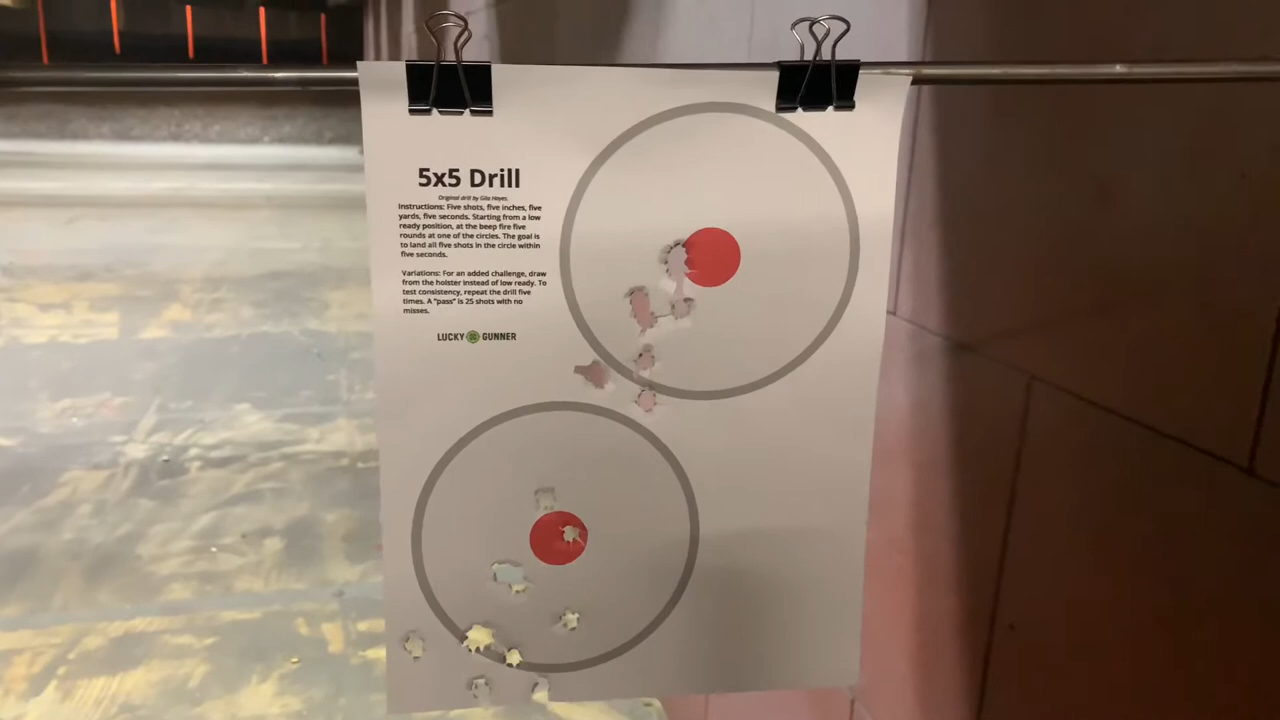 5x5 Drill
Original drill by Gila Hayes.
Instructions: Five shots, five inches, five
yards, five seconds. Starting from a low
ready position, at the beep fire five
rounds at one of the circles. The goal is
to land all five shots in the circle within
five seconds.
Variations: For an added challenge, draw
from the holster instead of low ready. To
test consistency, repeat the drill five
times. A "pass" is 25 shots with no
misses.
LUCKY GUNNER